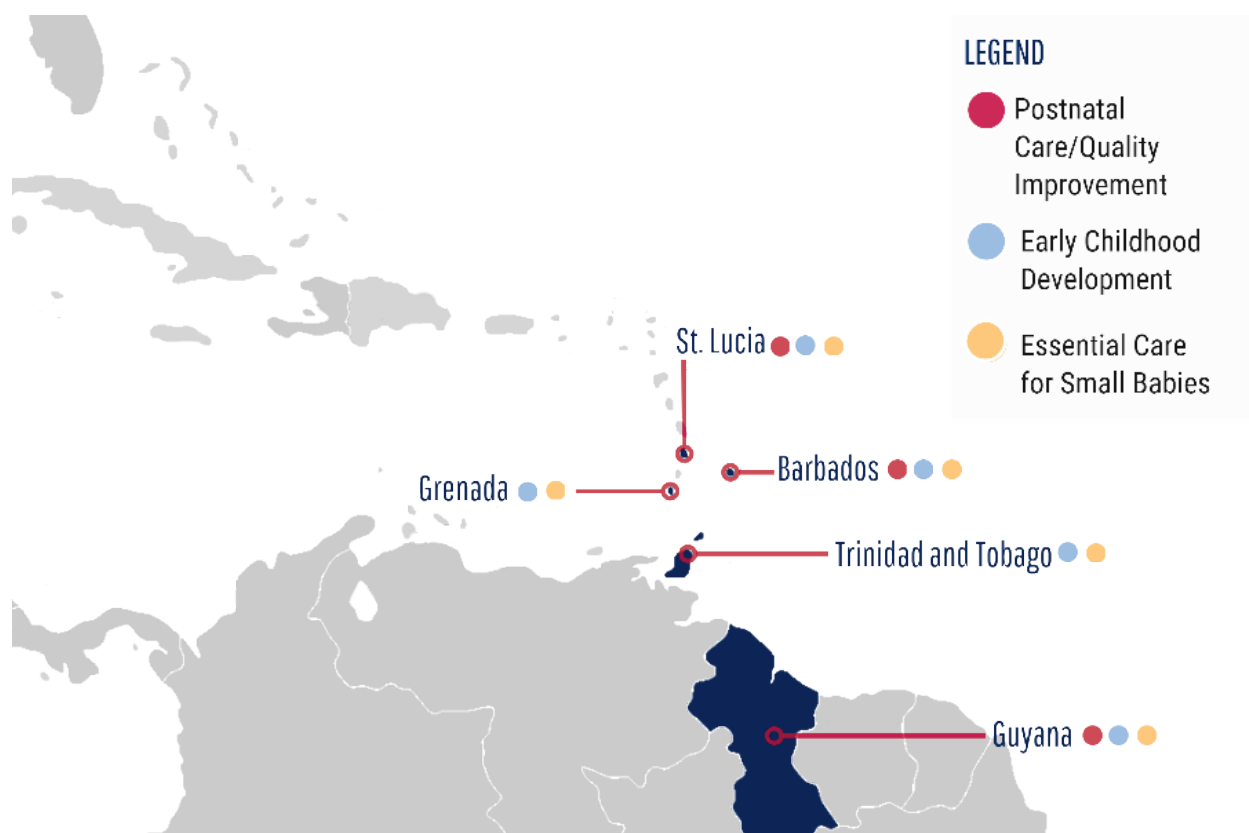 LEGEND
Postnatal
Care/Quality
Improvement
Early Childhood
Development
Essential Care
for Small Babies
St. Lucia
Barbados
Grenada
Trinidad and Tobago
Guyana